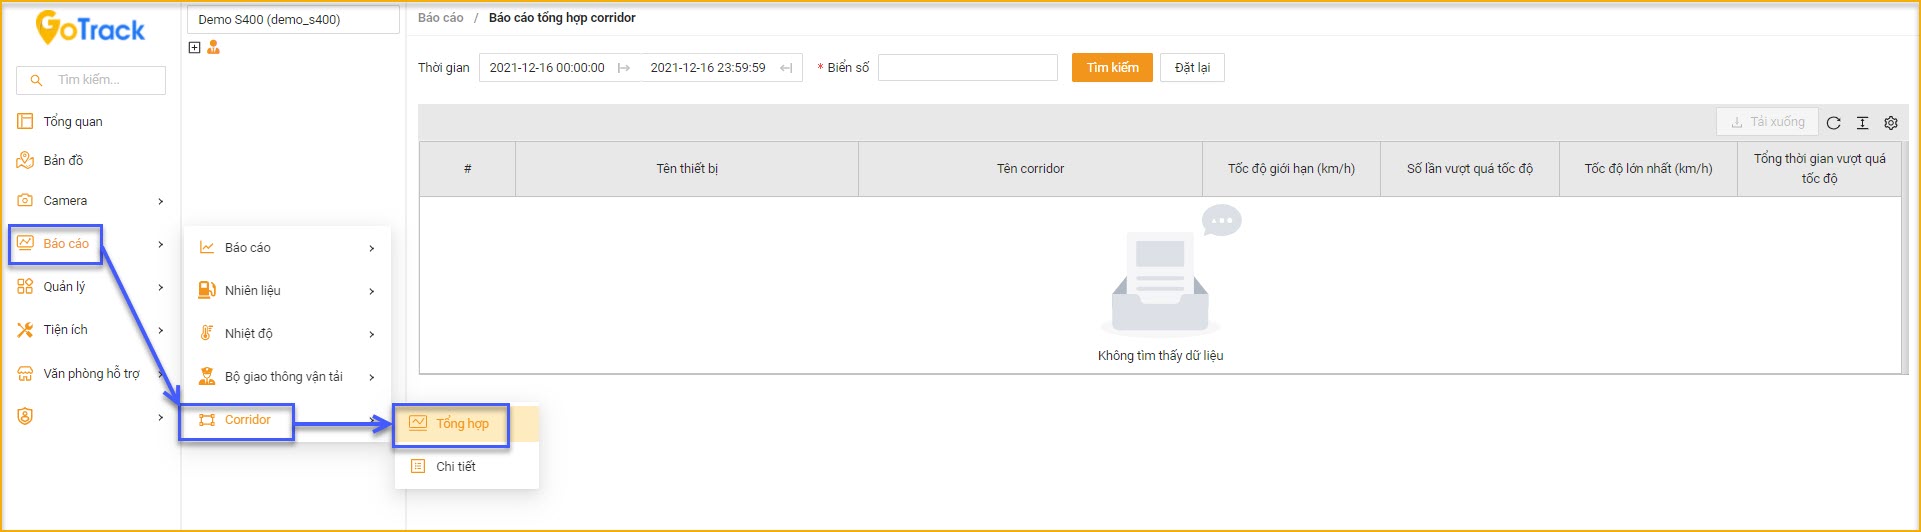 GoTrack
Tìm kiếm...
Tổng quan
Bản đồ
Camera
Báo cáo
Quản lý
Tiện ích
Văn phòng hỗ trợ
Demo S400 (demo_s400)
Báo cáo
Nhiên liệu
Nhiệt độ
Bộ giao thông vận tải
Corridor
Tổng hợp
Chi tiết
Báo cáo / Báo cáo tổng hợp corridor
Thời gian 2021-12-16 00:00:00 2021-12-16 23:59:59 * Biển số Tìm kiếm Đặt lại
Tải xuống
# Tên thiết bị Tên corridor Tốc độ giới hạn (km/h) Số lần vượt quá tốc độ Tốc độ lớn nhất (km/h) Tổng thời gian vượt quá
tốc độ
Không tìm thấy dữ liệu